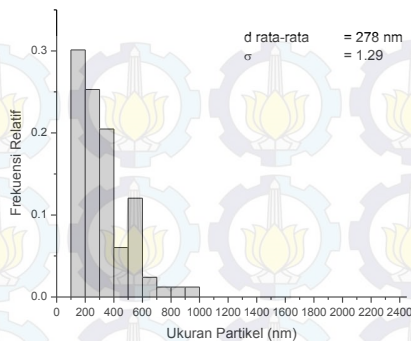 d rata-rata = 278 nm
σ = 1.29
0.3
0.2
0.1
0.0
Frekuensi Relatif
0 200 400 600 800 1000 1200 1400 1600 1800 2000 2200 2400
Ukuran Partikel (nm)